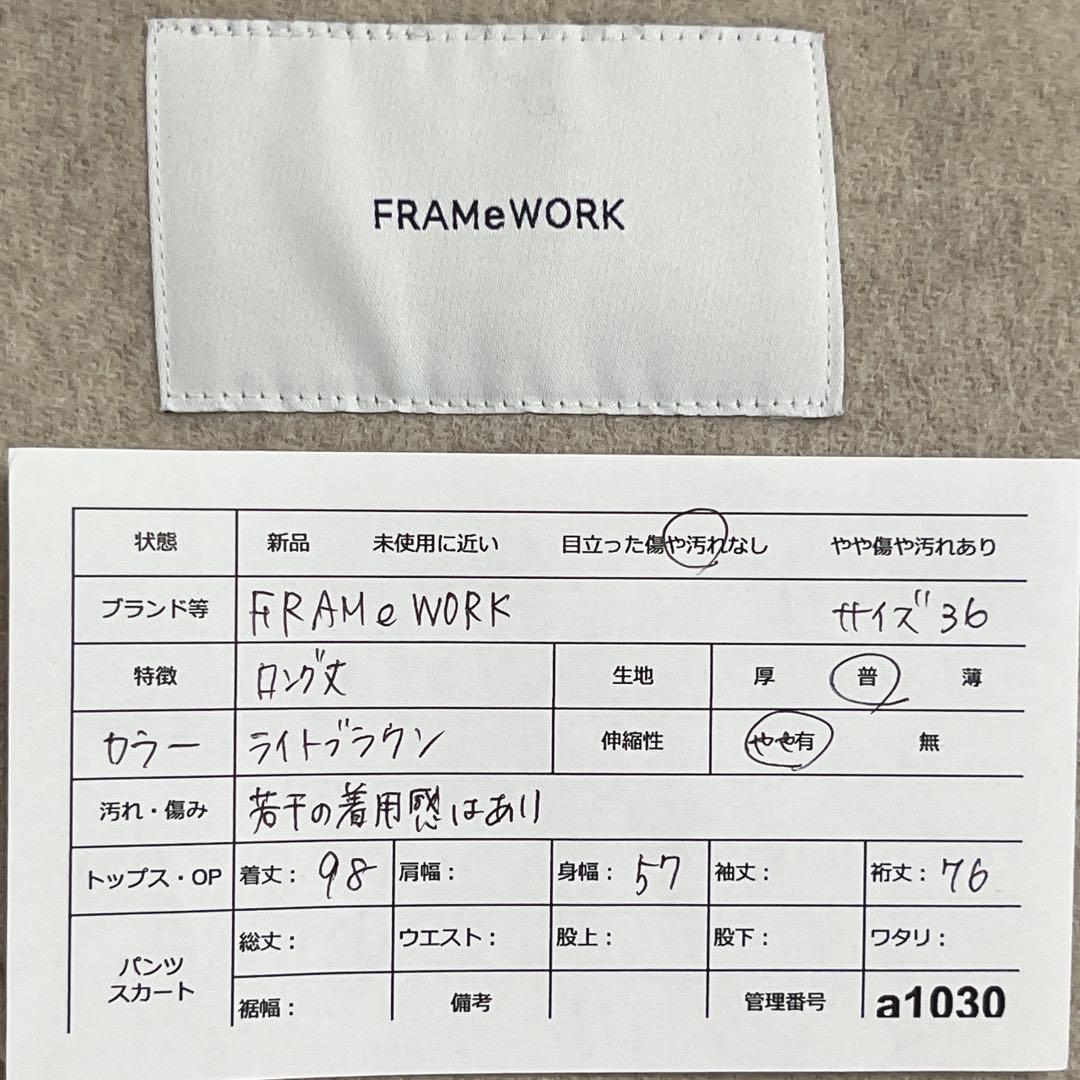 FRAMeWORK
状態 新品 未使用に近い 目立った傷や汚れなし やや傷や汚れあり
ブランド等 FRAMe WORK サイズ 36
特徴 ロング丈 生地 厚 普 薄
カラー ライトブラウン 伸縮性 やや有 無
汚れ・傷み 若干の着用感はあり
トップス・OP 着丈： 98 肩幅： 身幅： 57 袖丈： 裄丈： 76
パンツ スカート 総丈： ウエスト： 股上： 股下： ワタリ：
裾幅： 備考 管理番号 a1030